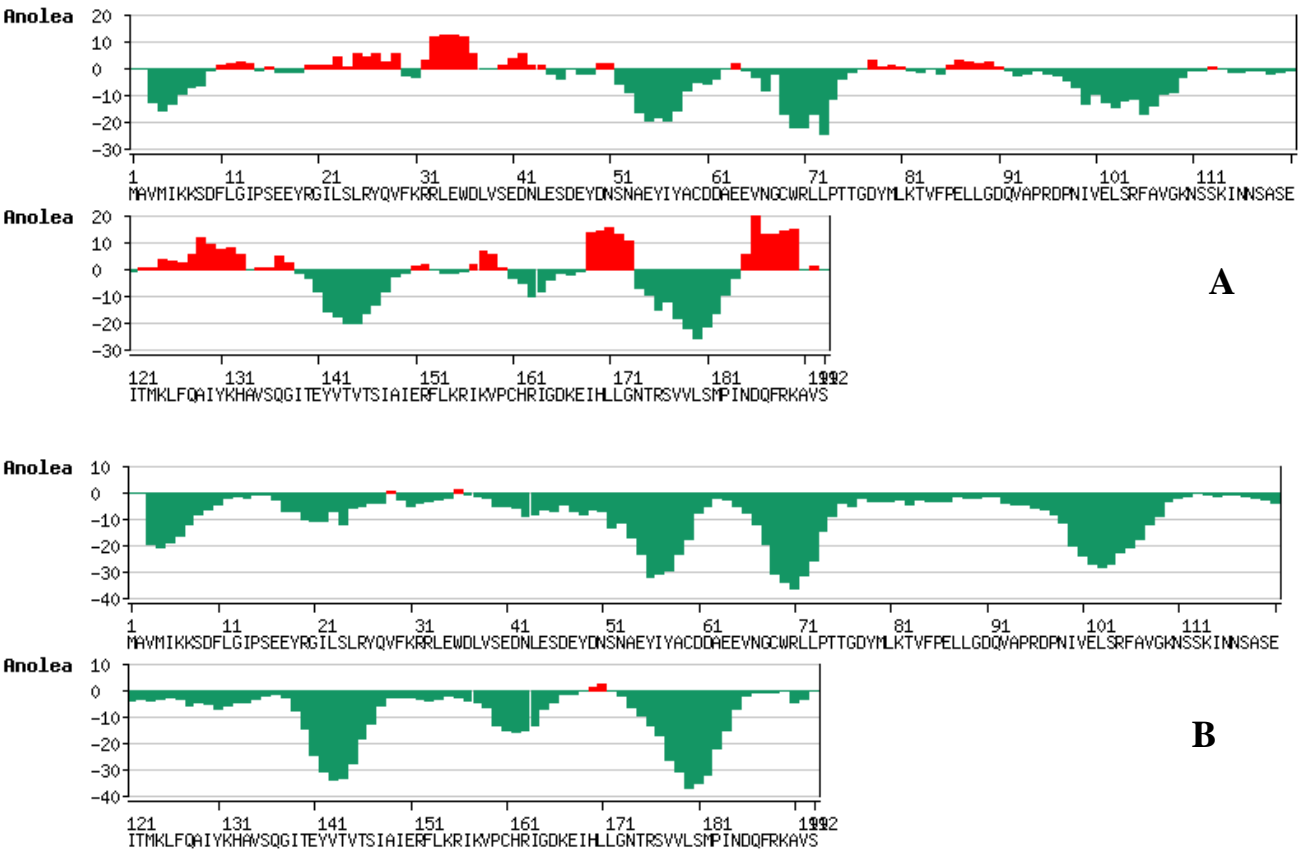 Anolea 20
10
0
-10
-20
-30
1 11 21 31 41 51 61 71 81 91 101 111
MAVMIKKSDFLGIPSEEYRGILSLRYQVFKRRLEWDLVSEDNLESDEYDNSNAEYIYACDDAEEVNGCWRLLPTTGDYMLKTVFPELLGDQVAPRDPNIVELSRFAVGKNSSKINNSASE
Anolea 20
10
0
-10
-20
-30
121 131 141 151 161 171 181
ITMKLFQAIYKHAVSQGITEYVTVTSIAIERFLKRIKVPCHRIGDKEIHLLGNTRSVVLSMPINDQFRKAVS
A
Anolea 10
0
-10
-20
-30
-40
1 11 21 31 41 51 61 71 81 91 101 111
MAVMIKKSDFLGIPSEEYRGILSLRYQVFKRRLEWDLVSEDNLESDEYDNSNAEYIYACDDAEEVNGCWRLLPTTGDYMLKTVFPELLGDQVAPRDPNIVELSRFAVGKNSSKINNSASE
Anolea 10
0
-10
-20
-30
-40
121 131 141 151 161 171 181
ITMKLFQAIYKHAVSQGITEYVTVTSIAIERFLKRIKVPCHRIGDKEIHLLGNTRSVVLSMPINDQFRKAVS
B